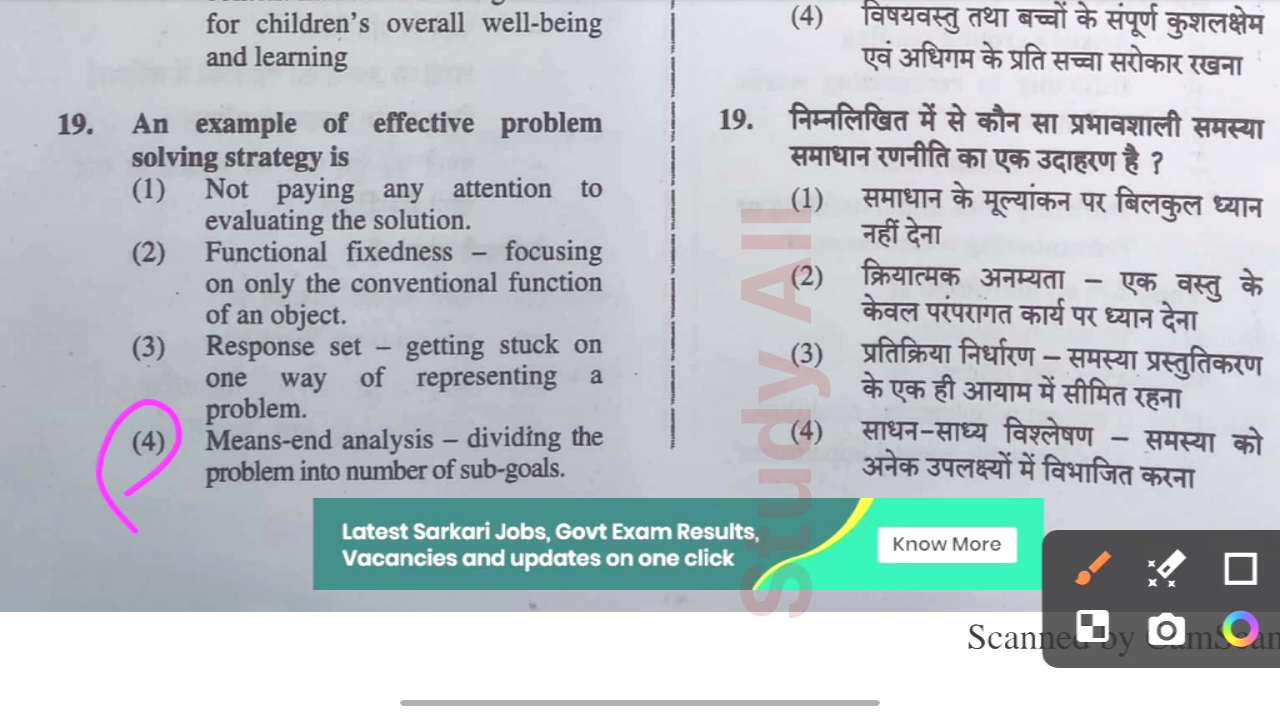 for children's overall well-being
and learning
19. An example of effective problem
solving strategy is
(1) Not paying any attention to
evaluating the solution.
(2) Functional fixedness – focusing
on only the conventional function
of an object.
(3) Response set – getting stuck on
one way of representing a
problem.
(4) Means-end analysis – dividing the
problem into number of sub-goals.
(4) विषयवस्तु तथा बच्चों के संपूर्ण कुशलक्षेम
एवं अधिगम के प्रति सच्चा सरोकार रखना
19. निम्नलिखित में से कौन सा प्रभावशाली समस्या
समाधान रणनीति का एक उदाहरण है ?
(1) समाधान के मूल्यांकन पर बिलकुल ध्यान
नहीं देना
(2) क्रियात्मक अनम्यता – एक वस्तु के
केवल परंपरागत कार्य पर ध्यान देना
(3) प्रतिक्रिया निर्धारण – समस्या प्रस्तुतिकरण
के एक ही आयाम में सीमित रहना
(4) साधन-साध्य विश्लेषण – समस्या को
अनेक उपलक्ष्यों में विभाजित करना
Study All
Latest Sarkari Jobs, Govt Exam Results,
Vacancies and updates on one click
Know More
Scanned by CamScan